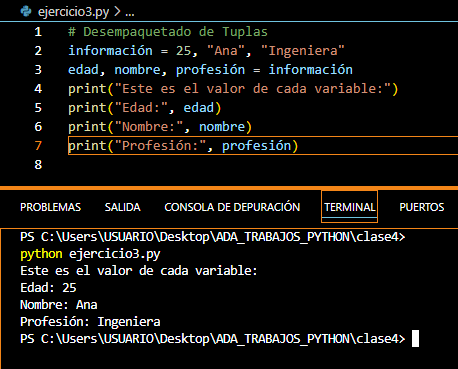 ejercicio3.py > ...
1 # Desempaquetado de Tuplas
2 información = 25, "Ana", "Ingeniera"
3 edad, nombre, profesión = información
4 print("Este es el valor de cada variable:")
5 print("Edad:", edad)
6 print("Nombre:", nombre)
7 print("Profesión:", profesión)
8
PROBLEMAS SALIDA CONSOLA DE DEPURACIÓN TERMINAL PUERTOS
PS C:\Users\USUARIO\Desktop\ADA_TRABAJOS_PYTHON\clase4>
python ejercicio3.py
Este es el valor de cada variable:
Edad: 25
Nombre: Ana
Profesión: Ingeniera
PS C:\Users\USUARIO\Desktop\ADA_TRABAJOS_PYTHON\clase4>